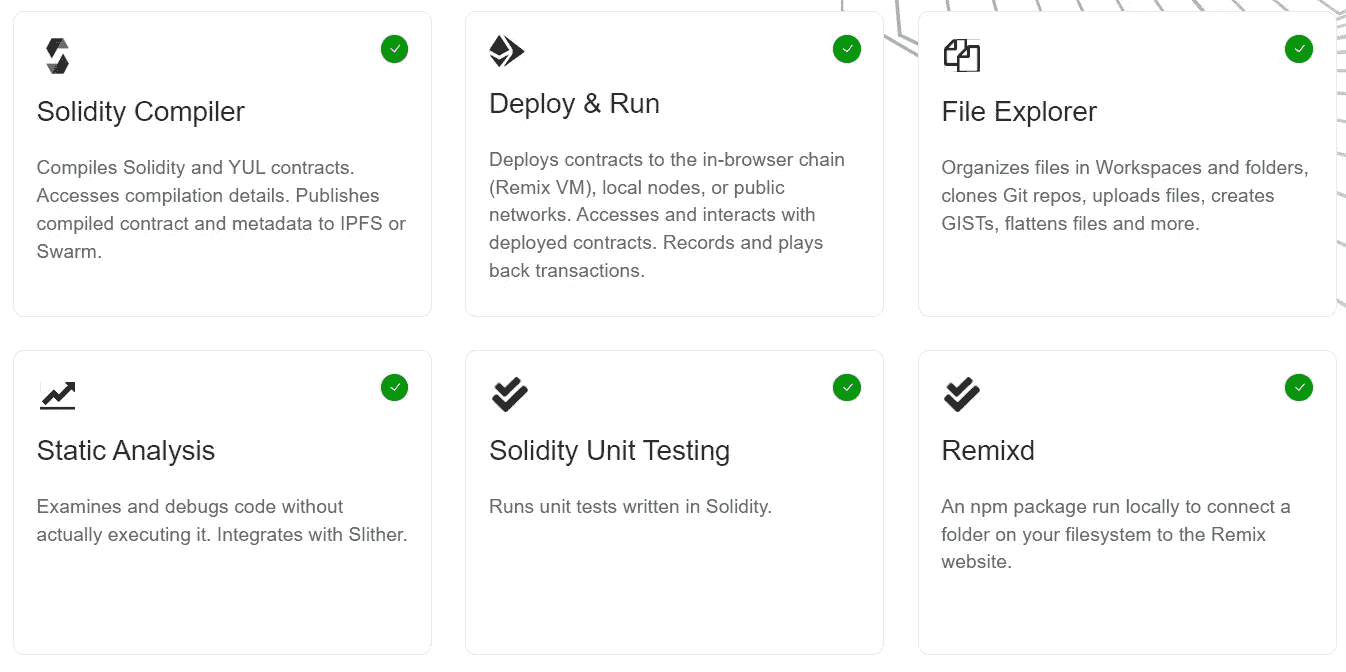 Solidity Compiler
Compiles Solidity and YUL contracts.
Accesses compilation details. Publishes
compiled contract and metadata to IPFS or
Swarm.
Deploy & Run
Deploys contracts to the in-browser chain
(Remix VM), local nodes, or public
networks. Accesses and interacts with
deployed contracts. Records and plays
back transactions.
File Explorer
Organizes files in Workspaces and folders,
clones Git repos, uploads files, creates
GISTs, flattens files and more.
Static Analysis
Examines and debugs code without
actually executing it. Integrates with Slither.
Solidity Unit Testing
Runs unit tests written in Solidity.
Remixd
An npm package run locally to connect a
folder on your filesystem to the Remix
website.